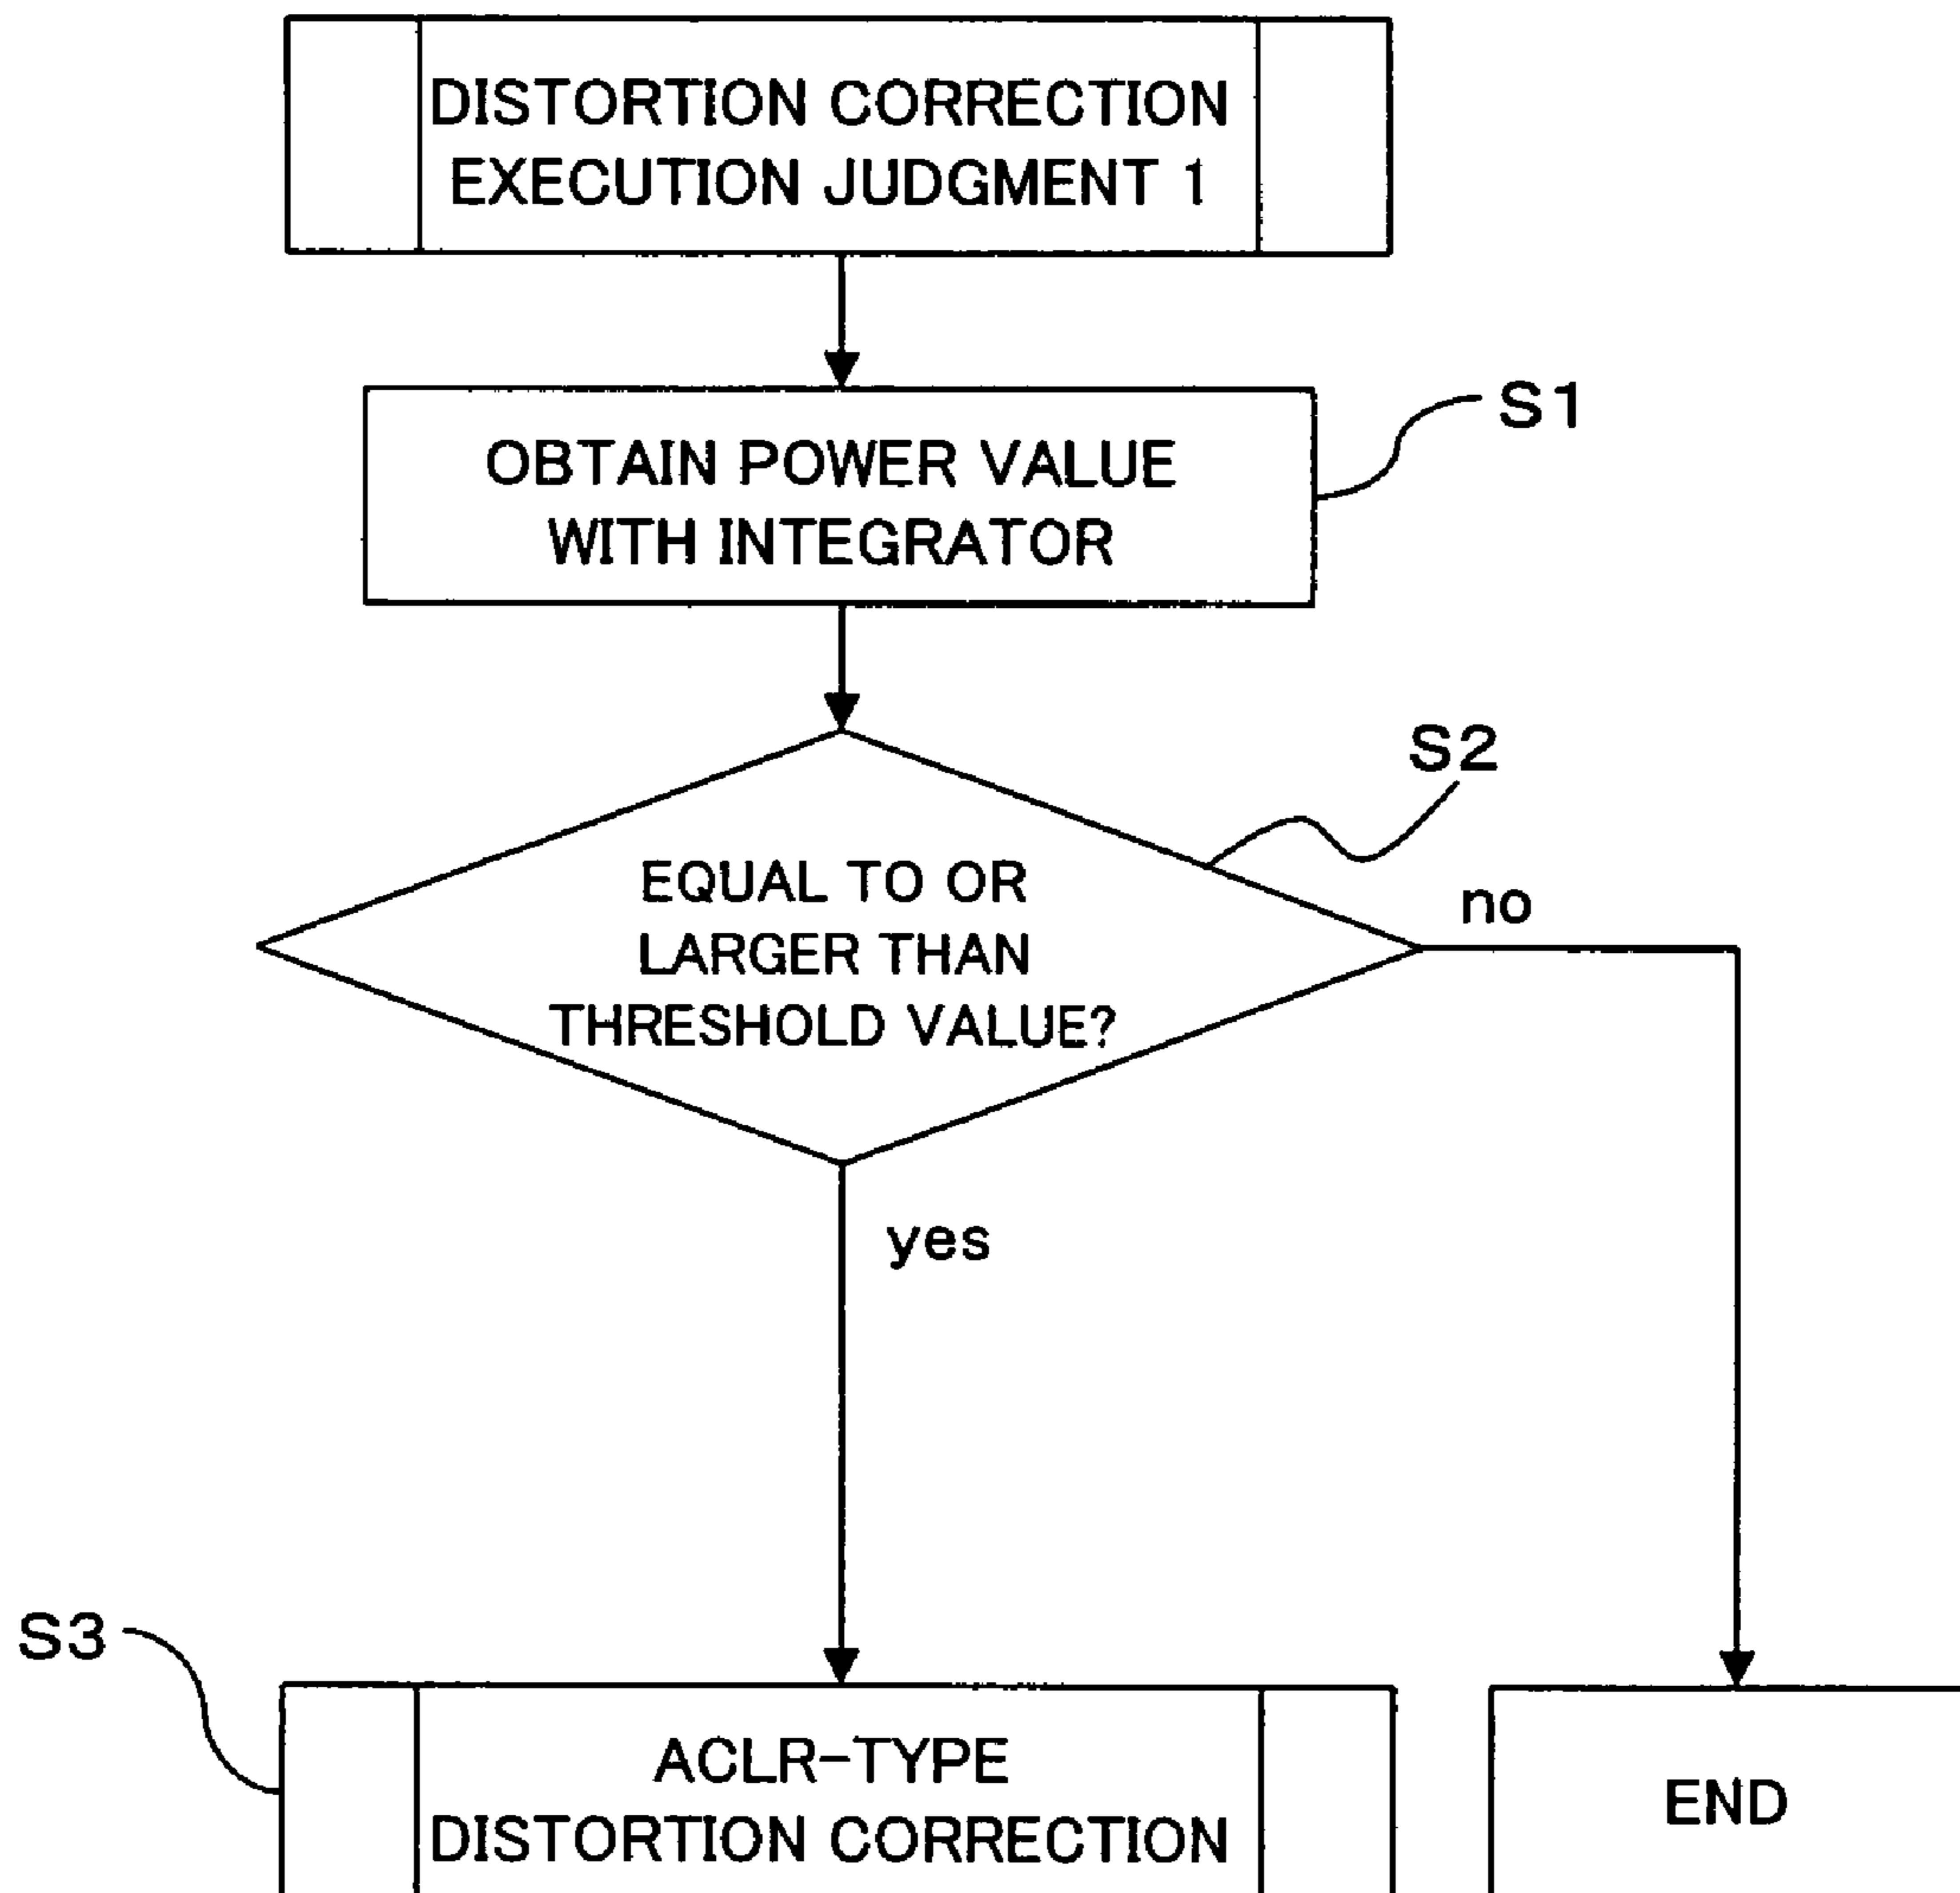 DISTORTION CORRECTION
EXECUTION JUDGMENT 1
S1
OBTAIN POWER VALUE
WITH INTEGRATOR
S2
EQUAL TO OR
LARGER THAN
THRESHOLD VALUE?
no
yes
S3
ACLR-TYPE
DISTORTION CORRECTION
END